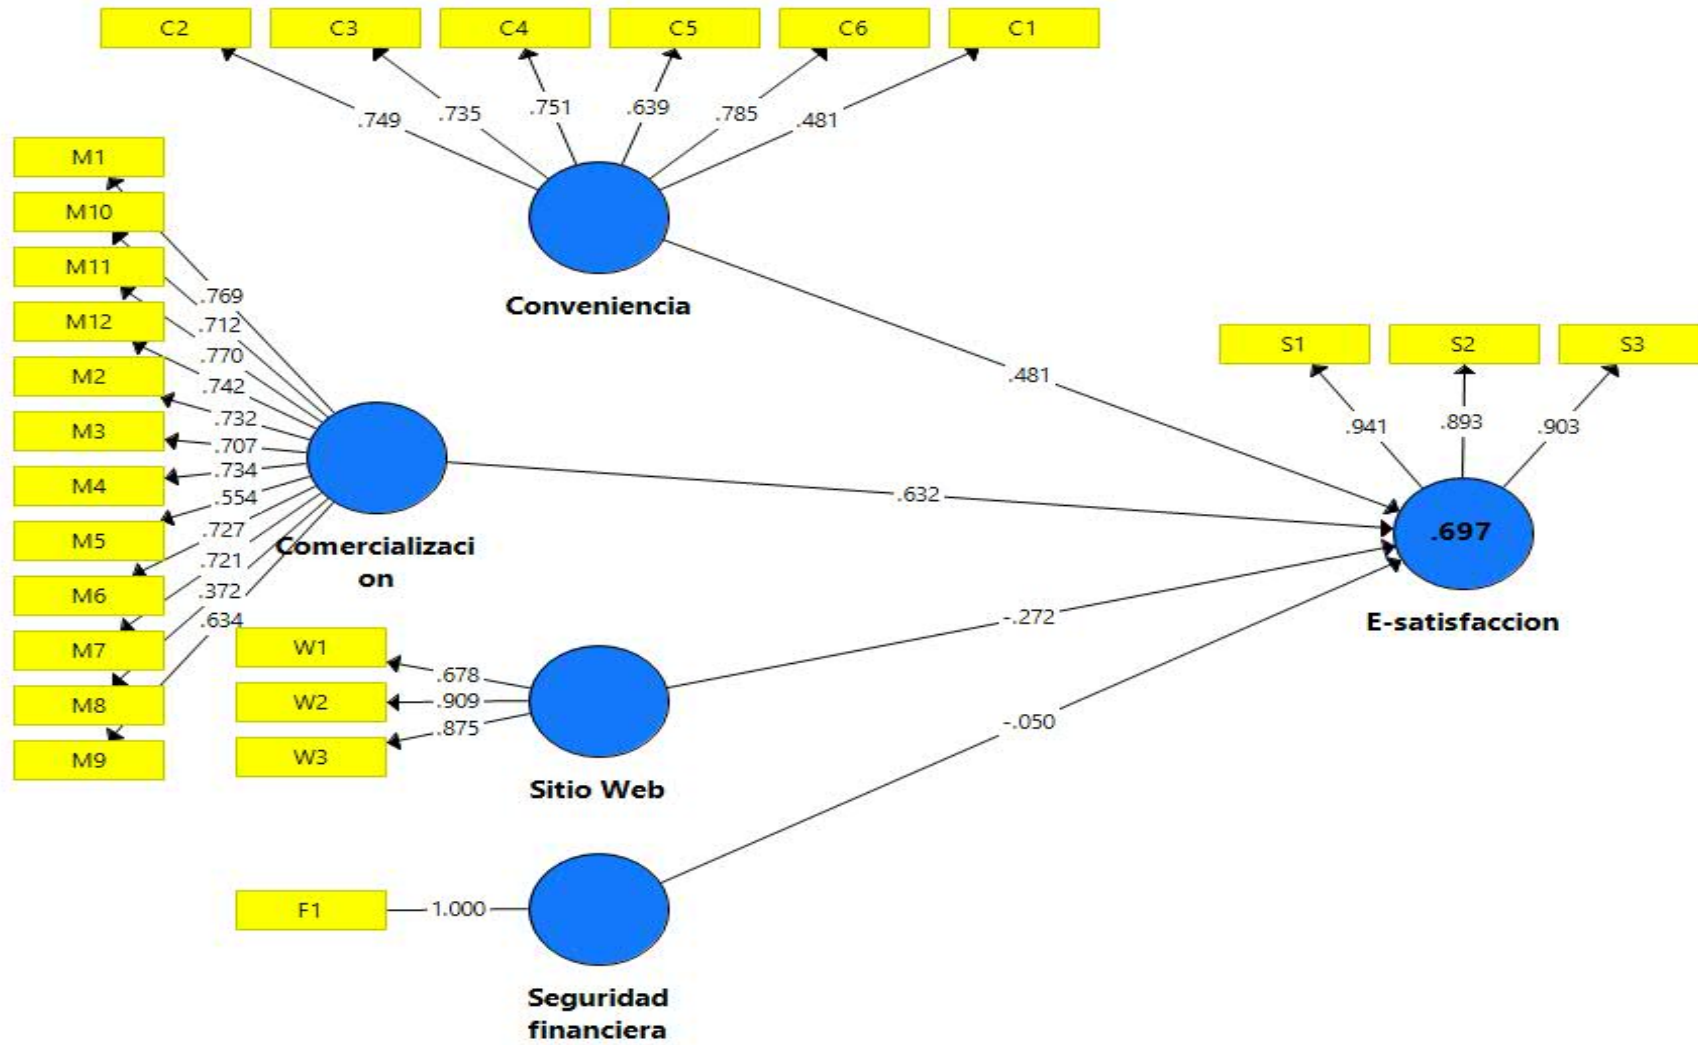 C2
C3
C4
C5
C6
C1
.749
.735
.751
.639
.785
.481
Conveniencia
M1
M10
M11
M12
M2
M3
M4
M5
M6
M7
M8
M9
.769
.712
.770
.742
.732
.707
.734
.554
.727
.721
.372
.634
Comercializaci
on
.481
.632
-.272
-.050
S1
S2
S3
.941
.893
.903
.697
E-satisfaccion
W1
W2
W3
.678
.909
.875
Sitio Web
F1
1.000
Seguridad
financiera